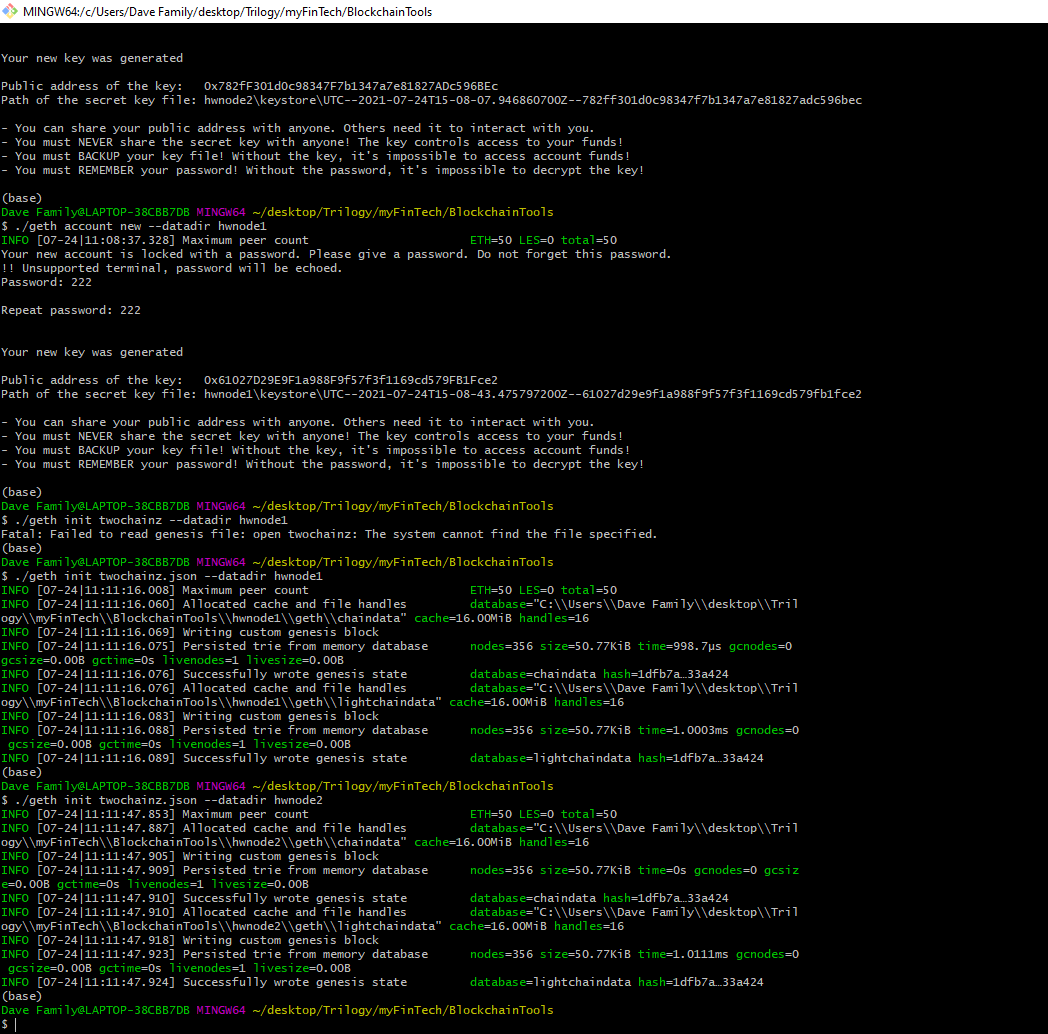 MINGW64:/c/Users/Dave Family/desktop/Trilogy/myFinTech/BlockchainTools
Your new key was generated
Public address of the key:   0x782fF301d0c98347F7b1347a7e81827ADc596BEc
Path of the secret key file: hwnode2\keystore\UTC--2021-07-24T15-08-07.946860700Z--782ff301d0c98347f7b1347a7e81827adc596bec
- You can share your public address with anyone. Others need it to interact with you.
- You must NEVER share the secret key with anyone! The key controls access to your funds!
- You must BACKUP your key file! Without the key, it's impossible to access account funds!
- You must REMEMBER your password! Without the password, it's impossible to decrypt the key!
(base)
Dave Family@LAPTOP-38CBB7DB MINGW64 ~/desktop/Trilogy/myFinTech/BlockchainTools
$ ./geth account new --datadir hwnode1
INFO [07-24|11:08:37.328] Maximum peer count                       ETH=50 LES=0 total=50
Your new account is locked with a password. Please give a password. Do not forget this password.
!! Unsupported terminal, password will be echoed.
Password: 222
Repeat password: 222
Your new key was generated
Public address of the key:   0x61027D29E9F1a988F9f57f3f1169cd579FB1Fce2
Path of the secret key file: hwnode1\keystore\UTC--2021-07-24T15-08-43.475797200Z--61027d29e9f1a988f9f57f3f1169cd579fb1fce2
- You can share your public address with anyone. Others need it to interact with you.
- You must NEVER share the secret key with anyone! The key controls access to your funds!
- You must BACKUP your key file! Without the key, it's impossible to access account funds!
- You must REMEMBER your password! Without the password, it's impossible to decrypt the key!
(base)
Dave Family@LAPTOP-38CBB7DB MINGW64 ~/desktop/Trilogy/myFinTech/BlockchainTools
$ ./geth init twochainz --datadir hwnode1
Fatal: Failed to read genesis file: open twochainz: The system cannot find the file specified.
(base)
Dave Family@LAPTOP-38CBB7DB MINGW64 ~/desktop/Trilogy/myFinTech/BlockchainTools
$ ./geth init twochainz.json --datadir hwnode1
INFO [07-24|11:11:16.008] Maximum peer count                       ETH=50 LES=0 total=50
INFO [07-24|11:11:16.060] Allocated cache and file handles         database="C:\\Users\\Dave Family\\desktop\\Tril
ogy\\myFinTech\\BlockchainTools\\hwnode1\\geth\\chaindata" cache=16.00MiB handles=16
INFO [07-24|11:11:16.069] Writing custom genesis block
INFO [07-24|11:11:16.075] Persisted trie from memory database      nodes=356 size=50.77KiB time=998.7µs gcnodes=0
gcsize=0.00B gctime=0s livenodes=1 livesize=0.00B
INFO [07-24|11:11:16.076] Successfully wrote genesis state         database=chaindata hash=1dfb7a…33a424
INFO [07-24|11:11:16.076] Allocated cache and file handles         database="C:\\Users\\Dave Family\\desktop\\Tril
ogy\\myFinTech\\BlockchainTools\\hwnode1\\geth\\lightchaindata" cache=16.00MiB handles=16
INFO [07-24|11:11:16.083] Writing custom genesis block
INFO [07-24|11:11:16.088] Persisted trie from memory database      nodes=356 size=50.77KiB time=1.0003ms gcnodes=0
gcsize=0.00B gctime=0s livenodes=1 livesize=0.00B
INFO [07-24|11:11:16.089] Successfully wrote genesis state         database=lightchaindata hash=1dfb7a…33a424
(base)
Dave Family@LAPTOP-38CBB7DB MINGW64 ~/desktop/Trilogy/myFinTech/BlockchainTools
$ ./geth init twochainz.json --datadir hwnode2
INFO [07-24|11:11:47.853] Maximum peer count                       ETH=50 LES=0 total=50
INFO [07-24|11:11:47.887] Allocated cache and file handles         database="C:\\Users\\Dave Family\\desktop\\Tril
ogy\\myFinTech\\BlockchainTools\\hwnode2\\geth\\chaindata" cache=16.00MiB handles=16
INFO [07-24|11:11:47.905] Writing custom genesis block
INFO [07-24|11:11:47.909] Persisted trie from memory database      nodes=356 size=50.77KiB time=0s gcnodes=0 gcsiz
e=0.00B gctime=0s livenodes=1 livesize=0.00B
INFO [07-24|11:11:47.910] Successfully wrote genesis state         database=chaindata hash=1dfb7a…33a424
INFO [07-24|11:11:47.910] Allocated cache and file handles         database="C:\\Users\\Dave Family\\desktop\\Tril
ogy\\myFinTech\\BlockchainTools\\hwnode2\\geth\\lightchaindata" cache=16.00MiB handles=16
INFO [07-24|11:11:47.918] Writing custom genesis block
INFO [07-24|11:11:47.923] Persisted trie from memory database      nodes=356 size=50.77KiB time=1.0111ms gcnodes=0
gcsize=0.00B gctime=0s livenodes=1 livesize=0.00B
INFO [07-24|11:11:47.924] Successfully wrote genesis state         database=lightchaindata hash=1dfb7a…33a424
(base)
Dave Family@LAPTOP-38CBB7DB MINGW64 ~/desktop/Trilogy/myFinTech/BlockchainTools
$